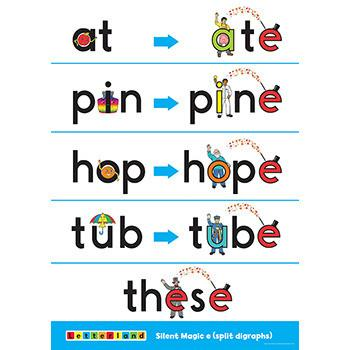 at ate
pin pine
hop hope
tub tube
these
Letterland Silent Magic e (split digraphs)